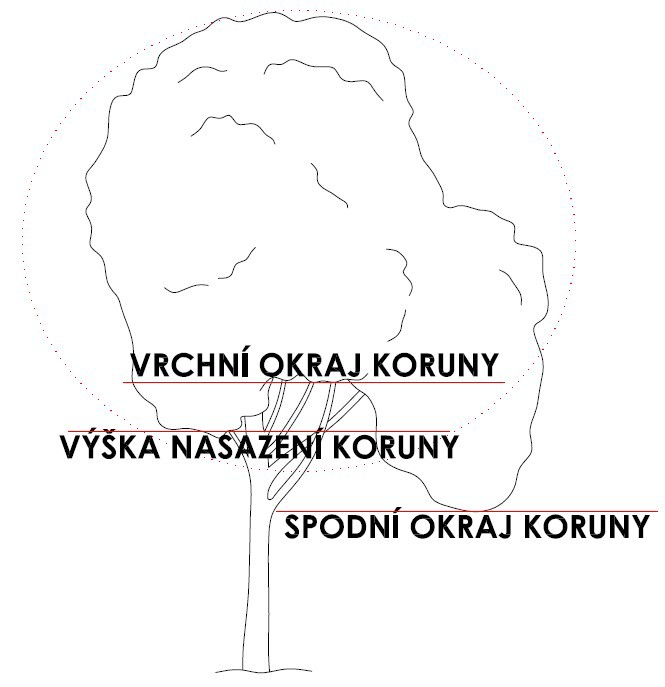 VRCHNÍ OKRAJ KORUNY
VÝŠKA NASAZENÍ KORUNY
SPODNÍ OKRAJ KORUNY